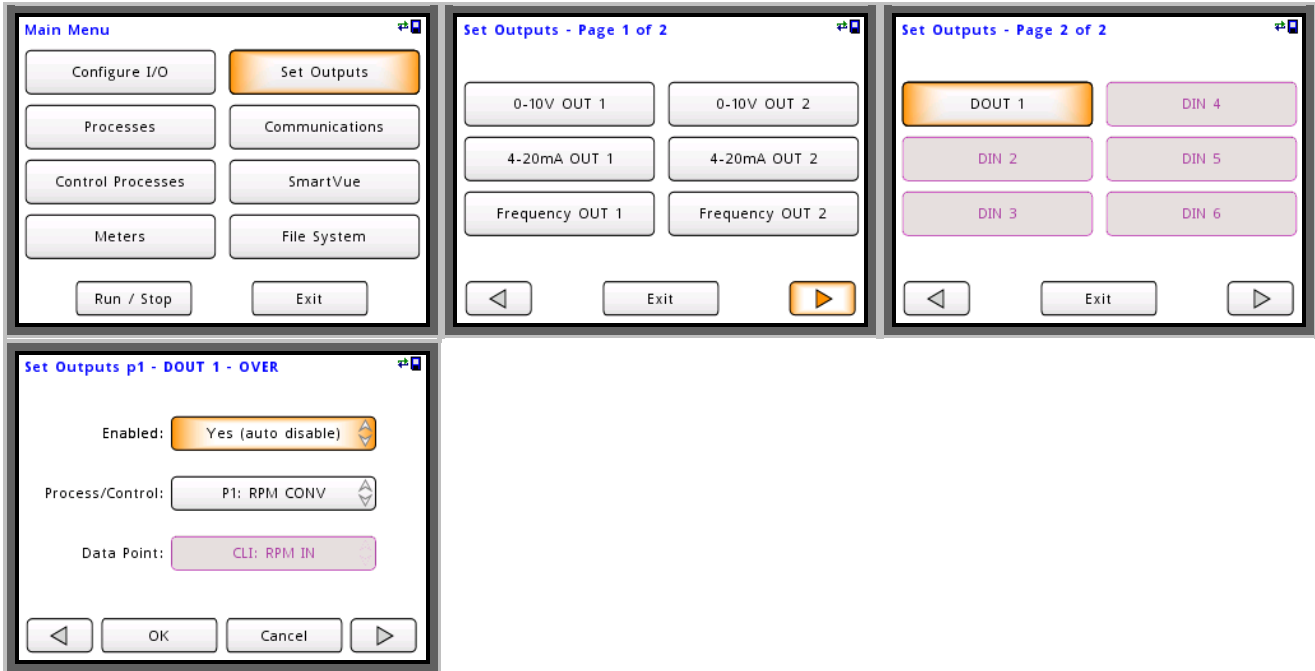 Main Menu
Configure I/O
Set Outputs
Processes
Communications
Control Processes
SmartVue
Meters
File System
Run / Stop
Exit
Set Outputs - Page 1 of 2
0-10V OUT 1
0-10V OUT 2
4-20mA OUT 1
4-20mA OUT 2
Frequency OUT 1
Frequency OUT 2
Exit
Set Outputs - Page 2 of 2
DOUT 1
DIN 4
DIN 2
DIN 5
DIN 3
DIN 6
Exit
Set Outputs p1 - DOUT 1 - OVER
Enabled: Yes (auto disable)
Process/Control: P1: RPM CONV
Data Point: CLI: RPM IN
OK
Cancel